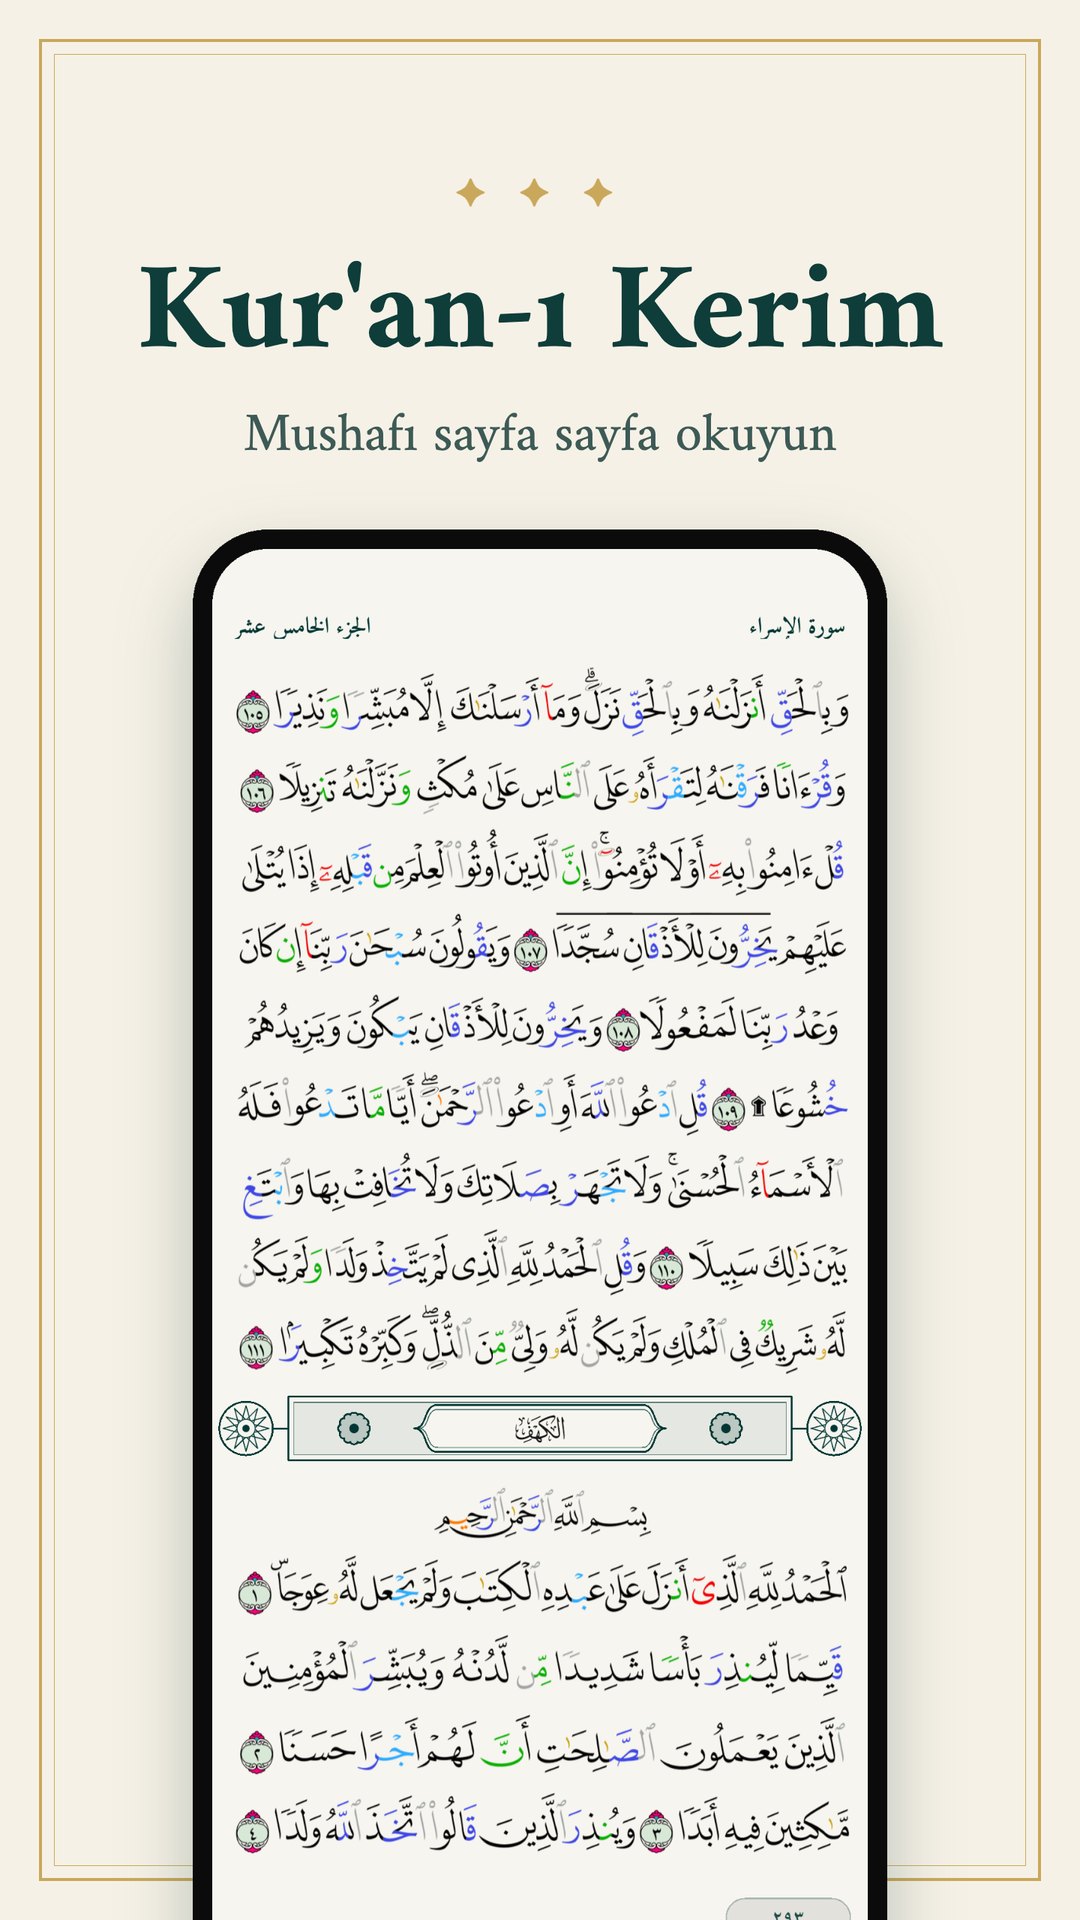 Kur'an-ı Kerim
Mushafı sayfa sayfa okuyun
سورة الإسراء
الجزء الخامس عشر
وَبِٱلْحَقِّ أَنزَلْنَـٰهُ وَبِٱلْحَقِّ نَزَلَ ۗ وَمَآ أَرْسَلْنَـٰكَ إِلَّا مُبَشِّرًا وَنَذِيرًا ١٠٥
وَقُرْءَانًا فَرَقْنَـٰهُ لِتَقْرَأَهُۥ عَلَى ٱلنَّاسِ عَلَىٰ مُكْثٍ وَنَزَّلْنَـٰهُ تَنزِيلًا ١٠٦
قُلْ ءَامِنُوا۟ بِهِۦٓ أَوْ لَا تُؤْمِنُوٓا۟ ۚ إِنَّ ٱلَّذِينَ أُوتُوا۟ ٱلْعِلْمَ مِن قَبْلِهِۦٓ إِذَا يُتْلَىٰ
عَلَيْهِمْ يَخِرُّونَ لِلْأَذْقَانِ سُجَّدًا ١٠٧ وَيَقُولُونَ سُبْحَـٰنَ رَبِّنَآ إِن كَانَ
وَعْدُ رَبِّنَا لَمَفْعُولًا ١٠٨ وَيَخِرُّونَ لِلْأَذْقَانِ يَبْكُونَ وَيَزِيدُهُمْ
خُشُوعًا ۩ ١٠٩ قُلِ ٱدْعُوا۟ ٱللَّهَ أَوِ ٱدْعُوا۟ ٱلرَّحْمَـٰنَ ۖ أَيًّا مَّا تَدْعُوا۟ فَلَهُ
ٱلْأَسْمَآءُ ٱلْحُسْنَىٰ ۚ وَلَا تَجْهَرْ بِصَلَاتِكَ وَلَا تُخَافِتْ بِهَا وَٱبْتَغِ
بَيْنَ ذَٰلِكَ سَبِيلًا ١١٠ وَقُلِ ٱلْحَمْدُ لِلَّهِ ٱلَّذِى لَمْ يَتَّخِذْ وَلَدًا وَلَمْ يَكُن
لَّهُۥ شَرِيكٌ فِى ٱلْمُلْكِ وَلَمْ يَكُن لَّهُۥ وَلِىٌّ مِّنَ ٱلذُّلِّ ۖ وَكَبِّرْهُ تَكْبِيرًۢا ١١١
الكهف
بِسْمِ ٱللَّهِ ٱلرَّحْمَـٰنِ ٱلرَّحِيمِ
ٱلْحَمْدُ لِلَّهِ ٱلَّذِىٓ أَنزَلَ عَلَىٰ عَبْدِهِ ٱلْكِتَـٰبَ وَلَمْ يَجْعَل لَّهُۥ عِوَجَاۜ ١
قَيِّمًا لِّيُنذِرَ بَأْسًا شَدِيدًا مِّن لَّدُنْهُ وَيُبَشِّرَ ٱلْمُؤْمِنِينَ
ٱلَّذِينَ يَعْمَلُونَ ٱلصَّـٰلِحَـٰتِ أَنَّ لَهُمْ أَجْرًا حَسَنًا ٢
مَّـٰكِثِينَ فِيهِ أَبَدًا ٣ وَيُنذِرَ ٱلَّذِينَ قَالُوا۟ ٱتَّخَذَ ٱللَّهُ وَلَدًا ٤
٢٩٣